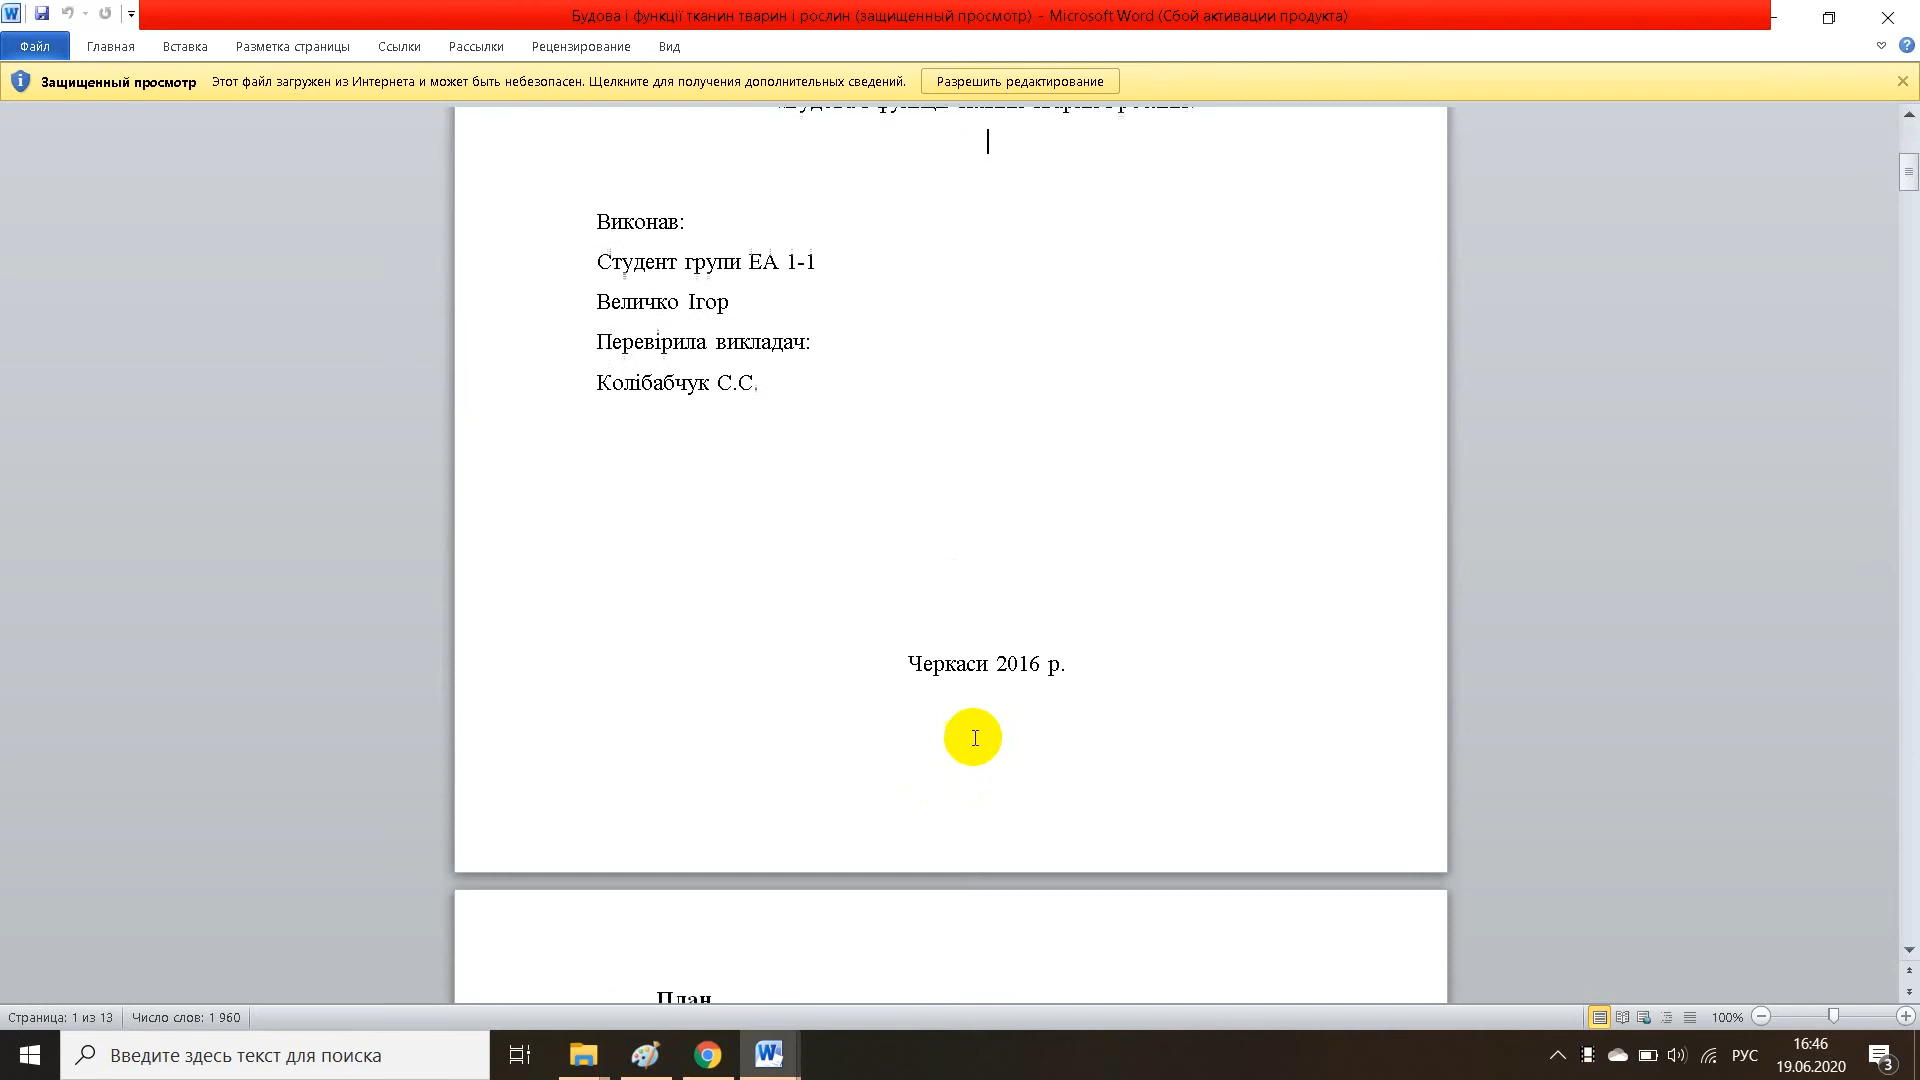 Будова і функції тканин тварин і рослин (защищенный просмотр) - Microsoft Word (Сбой активации продукта)
Файл Главная Вставка Разметка страницы Ссылки Рассылки Рецензирование Вид
Защищенный просмотр Этот файл загружен из Интернета и может быть небезопасен. Щелкните для получения дополнительных сведений. Разрешить редактирование
Виконав:
Студент групи ЕА 1-1
Величко Ігор
Перевірила викладач:
Колібабчук С.С.
Черкаси 2016 р.
План
Страница: 1 из 13 Число слов: 1 960 100%
Введите здесь текст для поиска РУС 16:46
19.06.2020 3